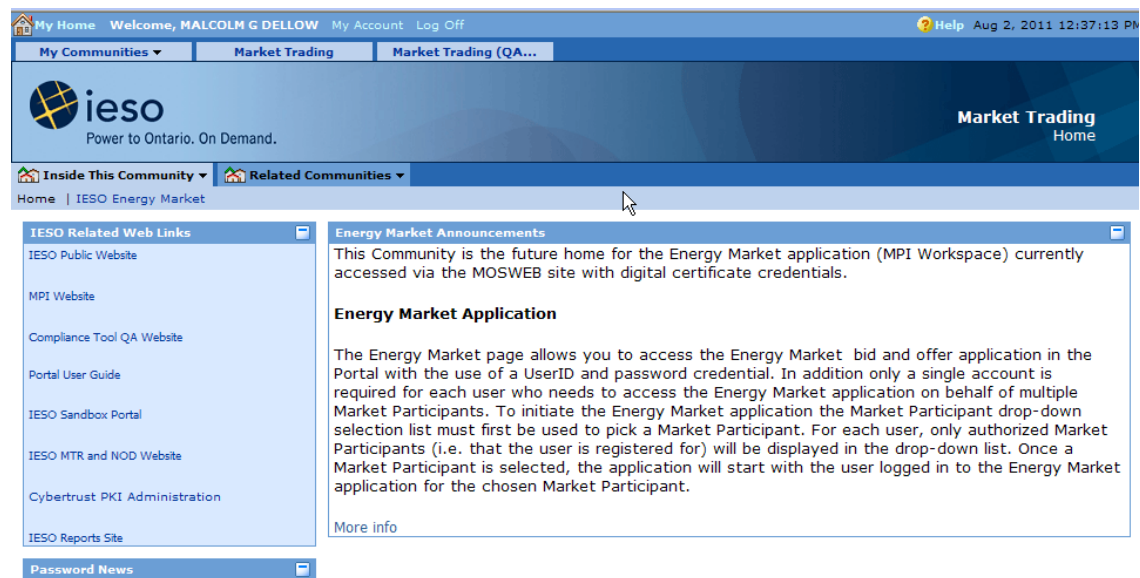 My Home Welcome, MALCOLM G DELLOW My Account Log Off
Help Aug 2, 2011 12:37:13 PM
My Communities Market Trading Market Trading (QA...
ieso
Power to Ontario. On Demand.
Market Trading
Home
Inside This Community Related Communities
Home | IESO Energy Market
IESO Related Web Links
IESO Public Website
MPI Website
Compliance Tool QA Website
Portal User Guide
IESO Sandbox Portal
IESO MTR and NOD Website
Cybertrust PKI Administration
IESO Reports Site
Password News
Energy Market Announcements
This Community is the future home for the Energy Market application (MPI Workspace) currently
accessed via the MOSWEB site with digital certificate credentials.
Energy Market Application
The Energy Market page allows you to access the Energy Market bid and offer application in the
Portal with the use of a UserID and password credential. In addition only a single account is
required for each user who needs to access the Energy Market application on behalf of multiple
Market Participants. To initiate the Energy Market application the Market Participant drop-down
selection list must first be used to pick a Market Participant. For each user, only authorized Market
Participants (i.e. that the user is registered for) will be displayed in the drop-down list. Once a
Market Participant is selected, the application will start with the user logged in to the Energy Market
application for the chosen Market Participant.
More info